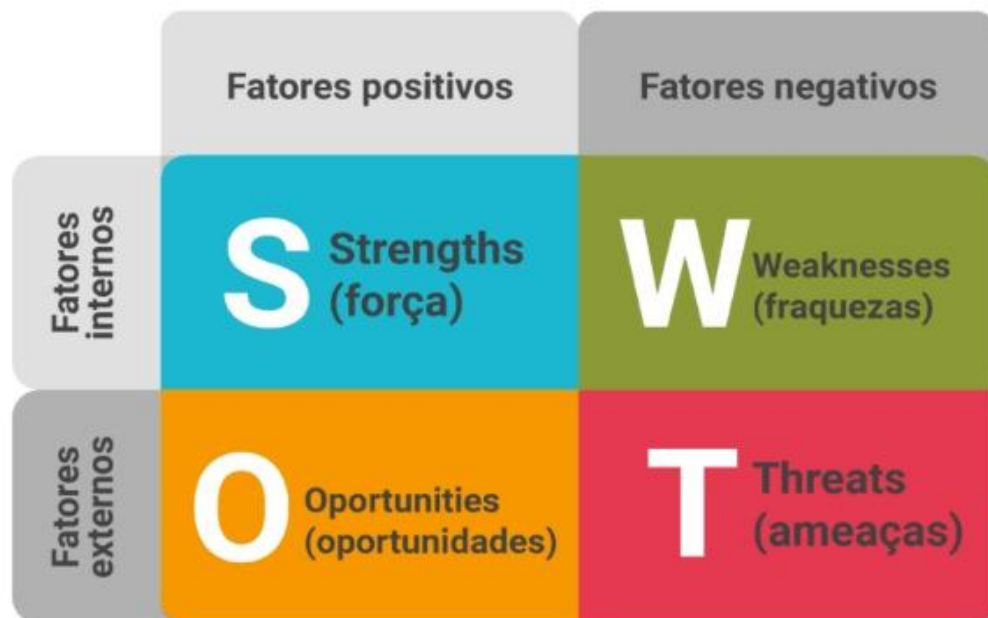 Fatores positivos
Fatores negativos
Fatores
internos
S
Strengths
(força)
W
Weaknesses
(fraquezas)
Fatores
externos
O
Oportunities
(oportunidades)
T
Threats
(ameaças)